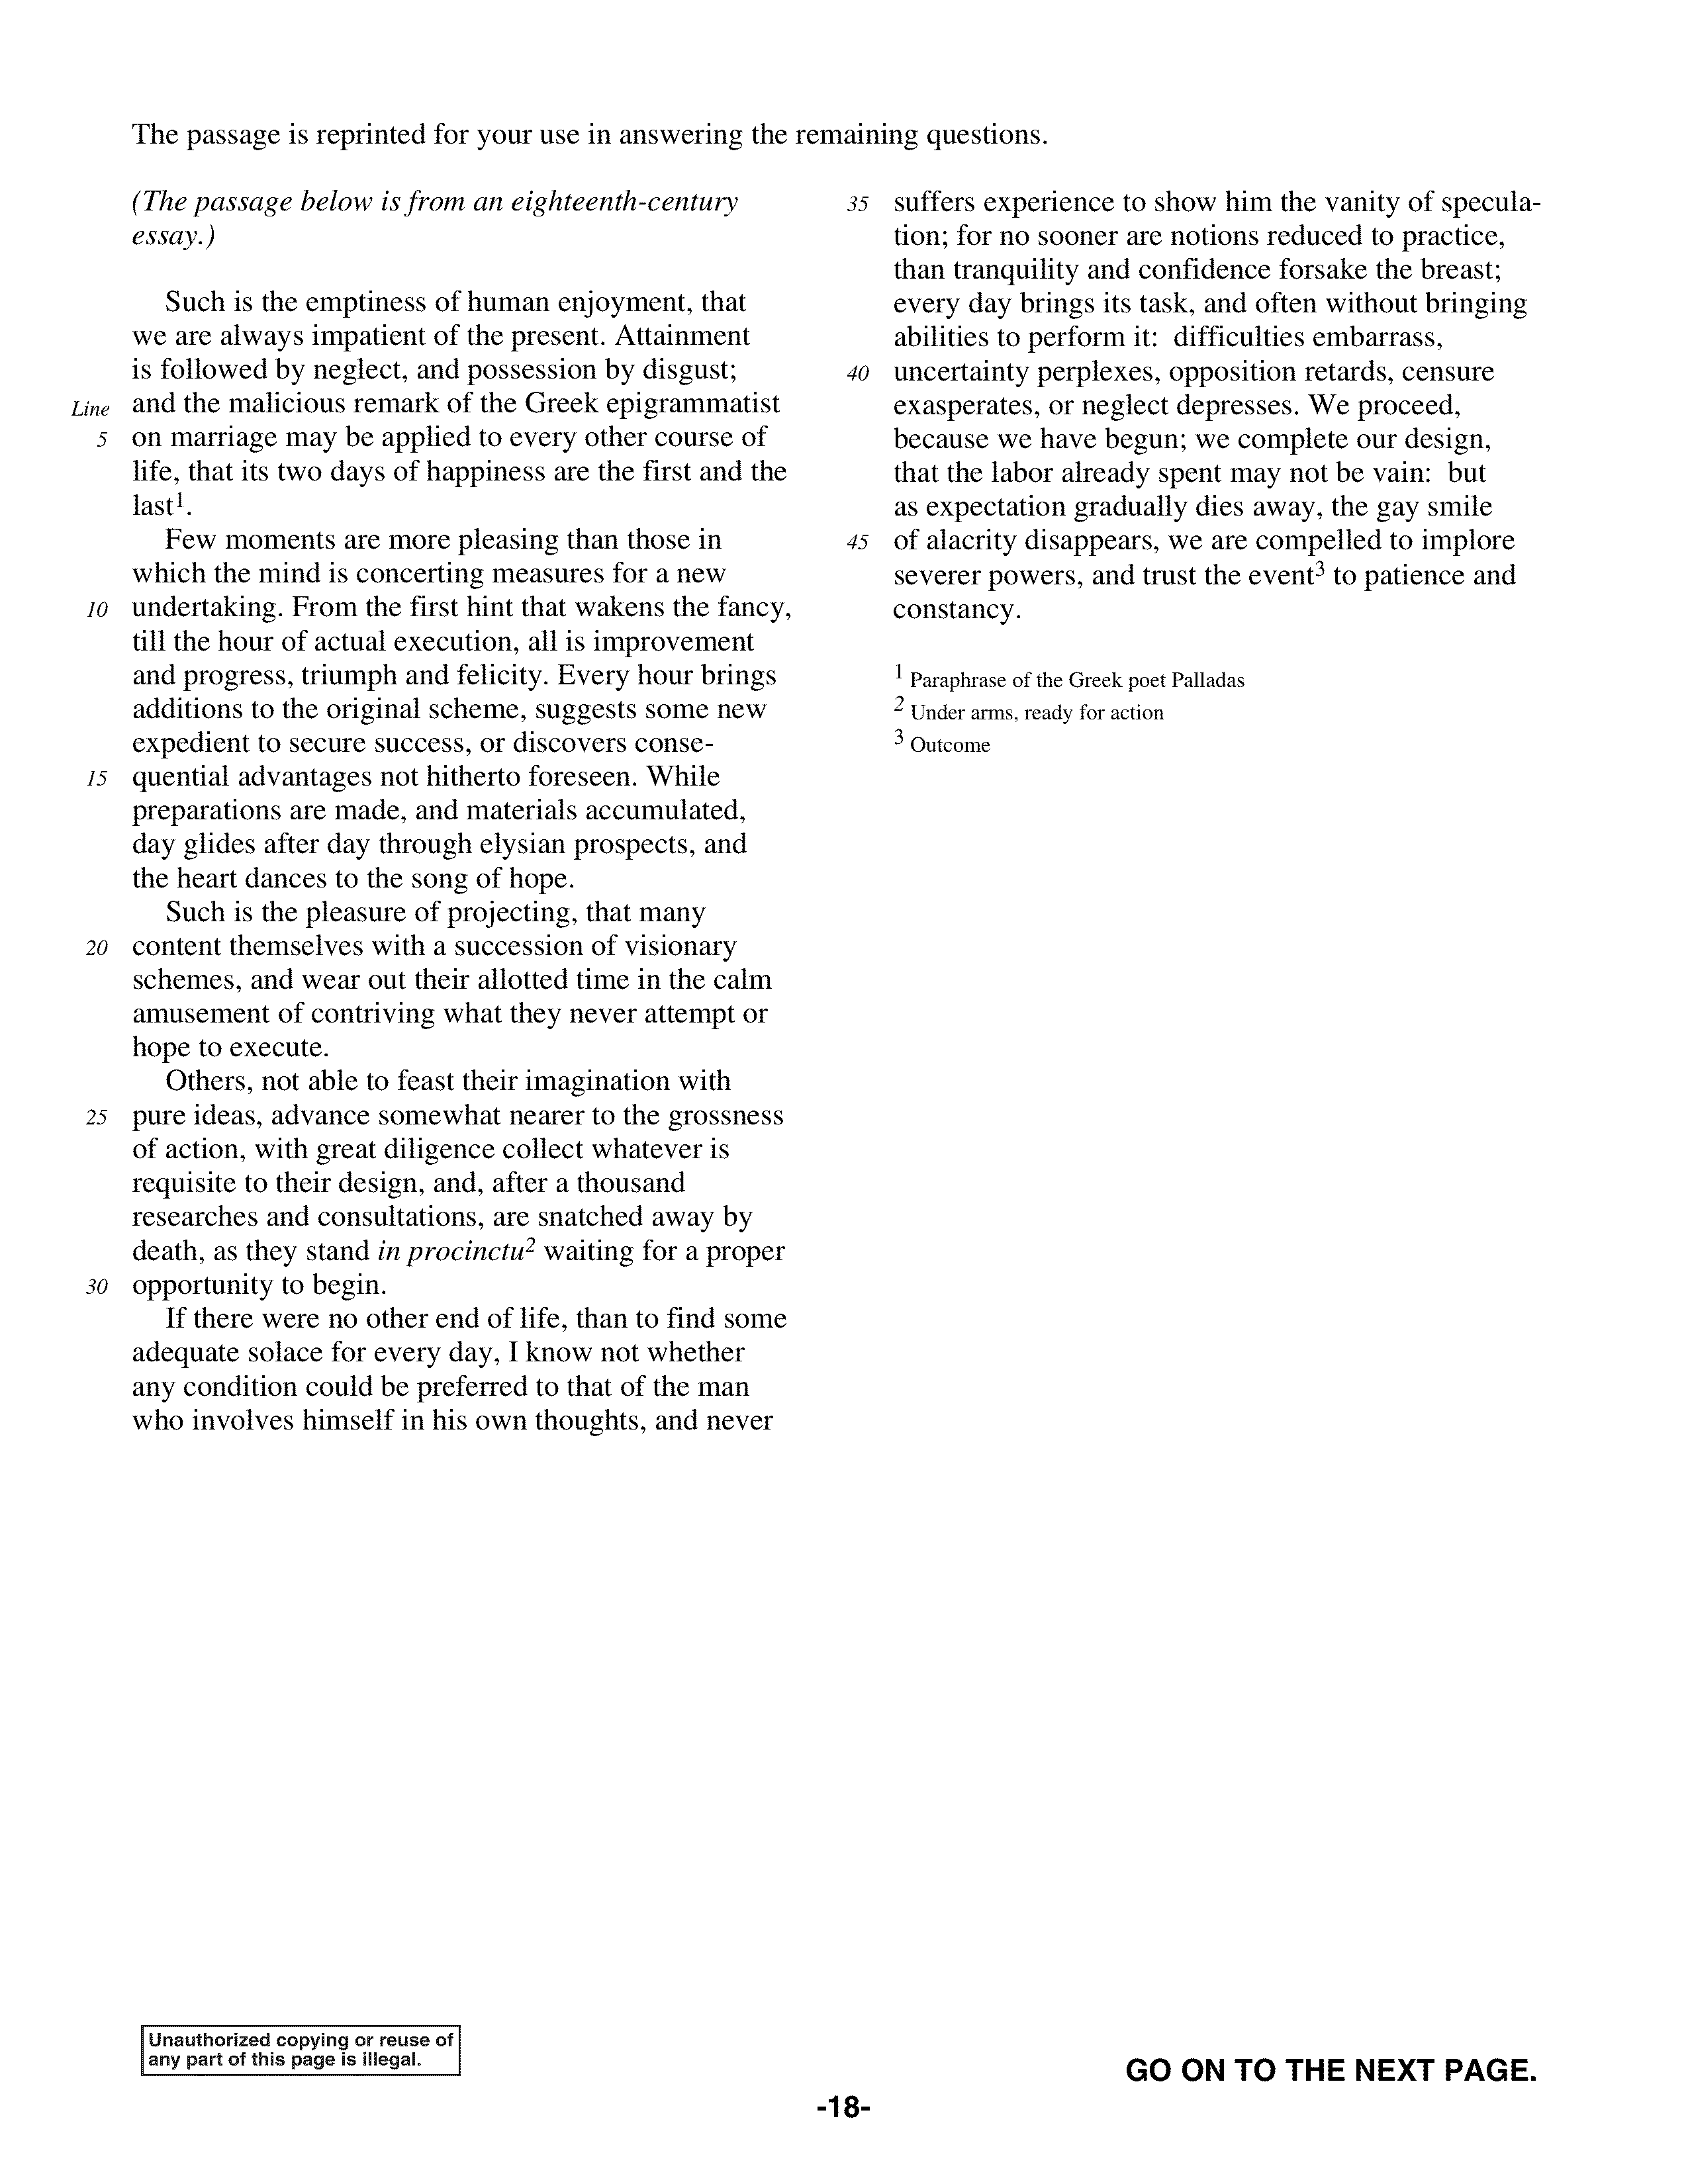 The passage is reprinted for your use in answering the remaining questions.
(The passage below is from an eighteenth-century
essay.)
Such is the emptiness of human enjoyment, that
we are always impatient of the present. Attainment
is followed by neglect, and possession by disgust;
Line and the malicious remark of the Greek epigrammatist
5 on marriage may be applied to every other course of
life, that its two days of happiness are the first and the
last1.
Few moments are more pleasing than those in
which the mind is concerting measures for a new
10 undertaking. From the first hint that wakens the fancy,
till the hour of actual execution, all is improvement
and progress, triumph and felicity. Every hour brings
additions to the original scheme, suggests some new
expedient to secure success, or discovers conse-
15 quential advantages not hitherto foreseen. While
preparations are made, and materials accumulated,
day glides after day through elysian prospects, and
the heart dances to the song of hope.
Such is the pleasure of projecting, that many
20 content themselves with a succession of visionary
schemes, and wear out their allotted time in the calm
amusement of contriving what they never attempt or
hope to execute.
Others, not able to feast their imagination with
25 pure ideas, advance somewhat nearer to the grossness
of action, with great diligence collect whatever is
requisite to their design, and, after a thousand
researches and consultations, are snatched away by
death, as they stand in procinctu2 waiting for a proper
30 opportunity to begin.
If there were no other end of life, than to find some
adequate solace for every day, I know not whether
any condition could be preferred to that of the man
who involves himself in his own thoughts, and never
35 suffers experience to show him the vanity of specula-
tion; for no sooner are notions reduced to practice,
than tranquility and confidence forsake the breast;
every day brings its task, and often without bringing
abilities to perform it: difficulties embarrass,
40 uncertainty perplexes, opposition retards, censure
exasperates, or neglect depresses. We proceed,
because we have begun; we complete our design,
that the labor already spent may not be vain: but
as expectation gradually dies away, the gay smile
45 of alacrity disappears, we are compelled to implore
severer powers, and trust the event3 to patience and
constancy.
1 Paraphrase of the Greek poet Palladas
2 Under arms, ready for action
3 Outcome
Unauthorized copying or reuse of
any part of this page is illegal.
GO ON TO THE NEXT PAGE.
-18-